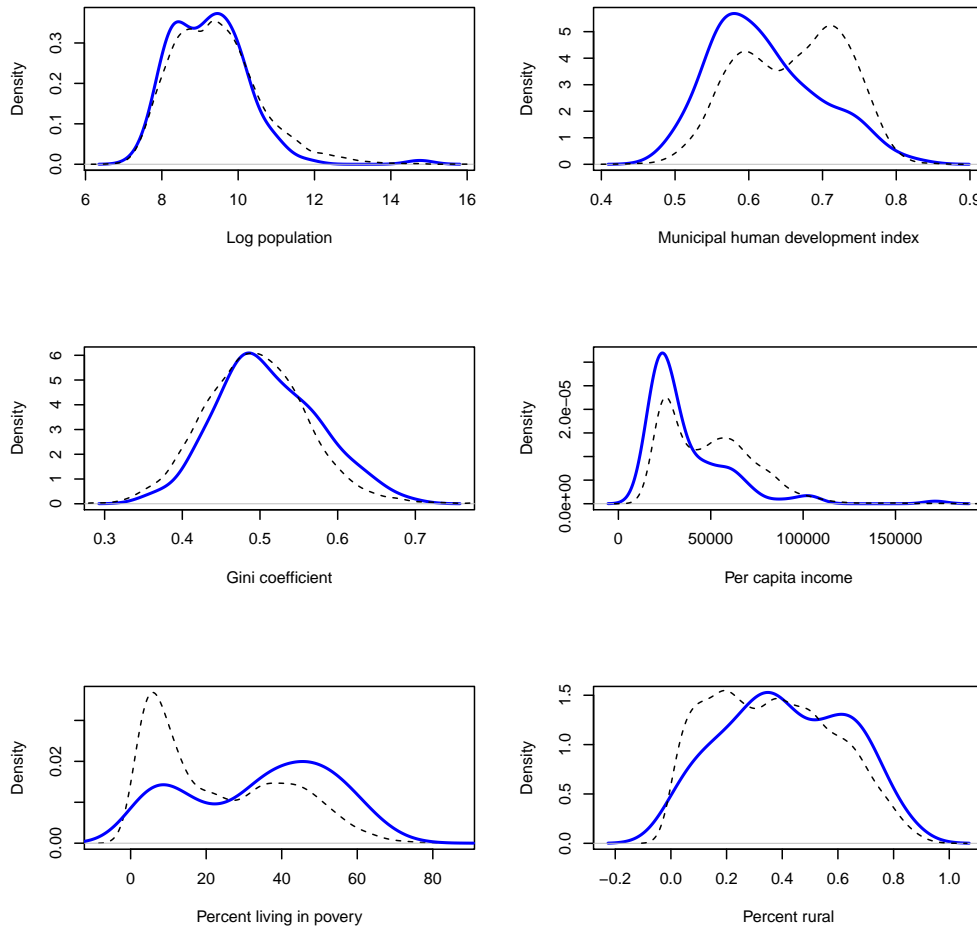 Density
0.0 0.1 0.2 0.3
6 8 10 12 14 16
Log population
Density
0 1 2 3 4 5
0.4 0.5 0.6 0.7 0.8 0.9
Municipal human development index
Density
0 1 2 3 4 5 6
0.3 0.4 0.5 0.6 0.7
Gini coefficient
Density
0.0e+00 2.0e-05
0 50000 100000 150000
Per capita income
Density
0.00 0.02
0 20 40 60 80
Percent living in povery
Density
0.0 0.5 1.0 1.5
−0.2 0.0 0.2 0.4 0.6 0.8 1.0
Percent rural